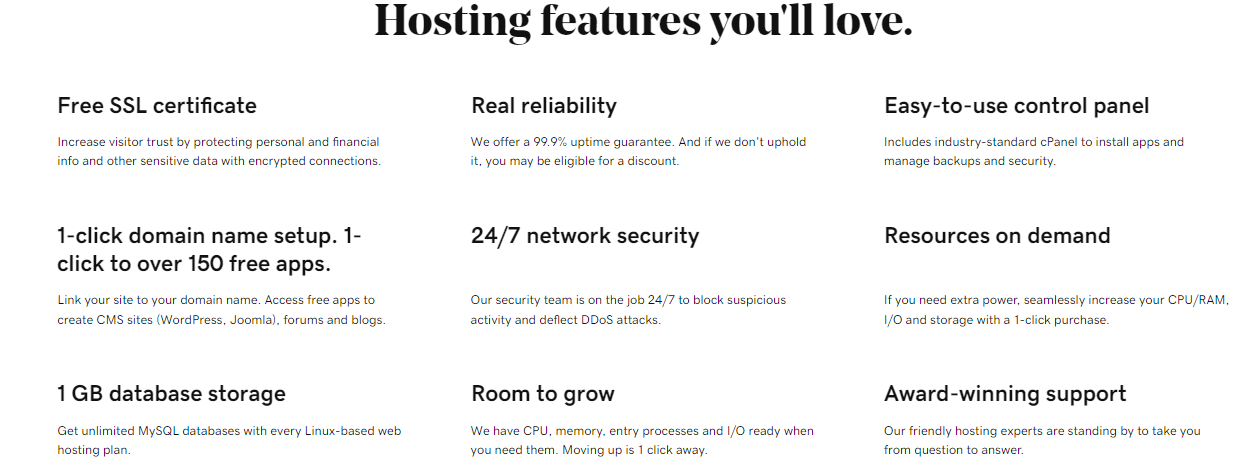 Hosting features you'll love.
Free SSL certificate
Increase visitor trust by protecting personal and financial
info and other sensitive data with encrypted connections.
Real reliability
We offer a 99.9% uptime guarantee. And if we don't uphold
it, you may be eligible for a discount.
Easy-to-use control panel
Includes industry-standard cPanel to install apps and
manage backups and security.
1-click domain name setup. 1-
click to over 150 free apps.
Link your site to your domain name. Access free apps to
create CMS sites (WordPress, Joomla), forums and blogs.
24/7 network security
Our security team is on the job 24/7 to block suspicious
activity and deflect DDoS attacks.
Resources on demand
If you need extra power, seamlessly increase your CPU/RAM,
I/O and storage with a 1-click purchase.
1 GB database storage
Get unlimited MySQL databases with every Linux-based web
hosting plan.
Room to grow
We have CPU, memory, entry processes and I/O ready when
you need them. Moving up is 1 click away.
Award-winning support
Our friendly hosting experts are standing by to take you
from question to answer.